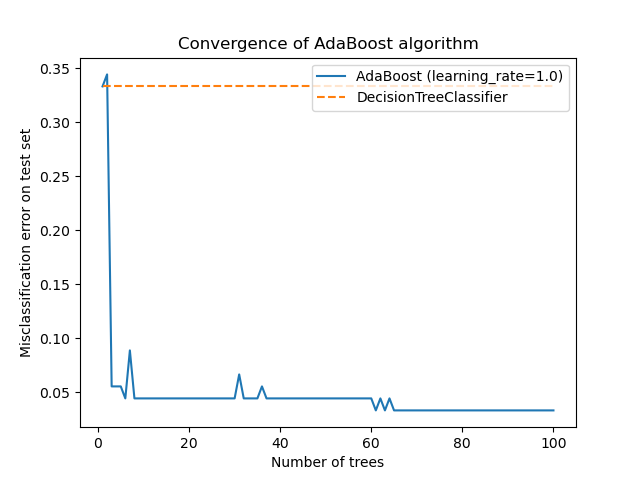 Convergence of AdaBoost algorithm
AdaBoost (learning_rate=1.0)
DecisionTreeClassifier
Misclassification error on test set
0.35
0.30
0.25
0.20
0.15
0.10
0.05
0
20
40
60
80
100
Number of trees